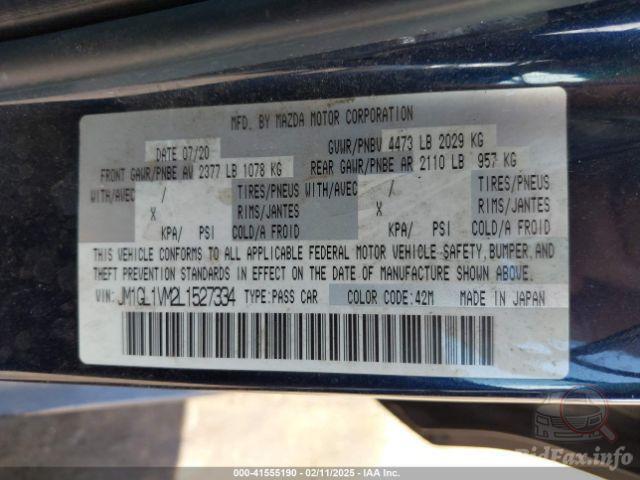 MFD. BY MAZDA MOTOR CORPORATION
DATE 07/20 GVWR/PNBV 4473 LB 2029 KG
FRONT GAWR/PNBE AV 2377 LB 1078 KG REAR GAWR/PNBE AR 2110 LB 957 KG
WITH/AVEC / TIRES/PNEUS WITH/AVEC / TIRES/PNEUS
X RIMS/JANTES X RIMS/JANTES
KPA/ PSI COLD/A FROID KPA/ PSI COLD/A FROID
THIS VEHICLE CONFORMS TO ALL APPLICABLE FEDERAL MOTOR VEHICLE SAFETY, BUMPER, AND
THEFT PREVENTION STANDARDS IN EFFECT ON THE DATE OF MANUFACTURE SHOWN ABOVE.
VIN: JM1GL1VM2L1527334 TYPE:PASS CAR COLOR CODE:42M MADE IN JAPAN
BidFax.info
000-41555190 - 02/11/2025 - IAA Inc.